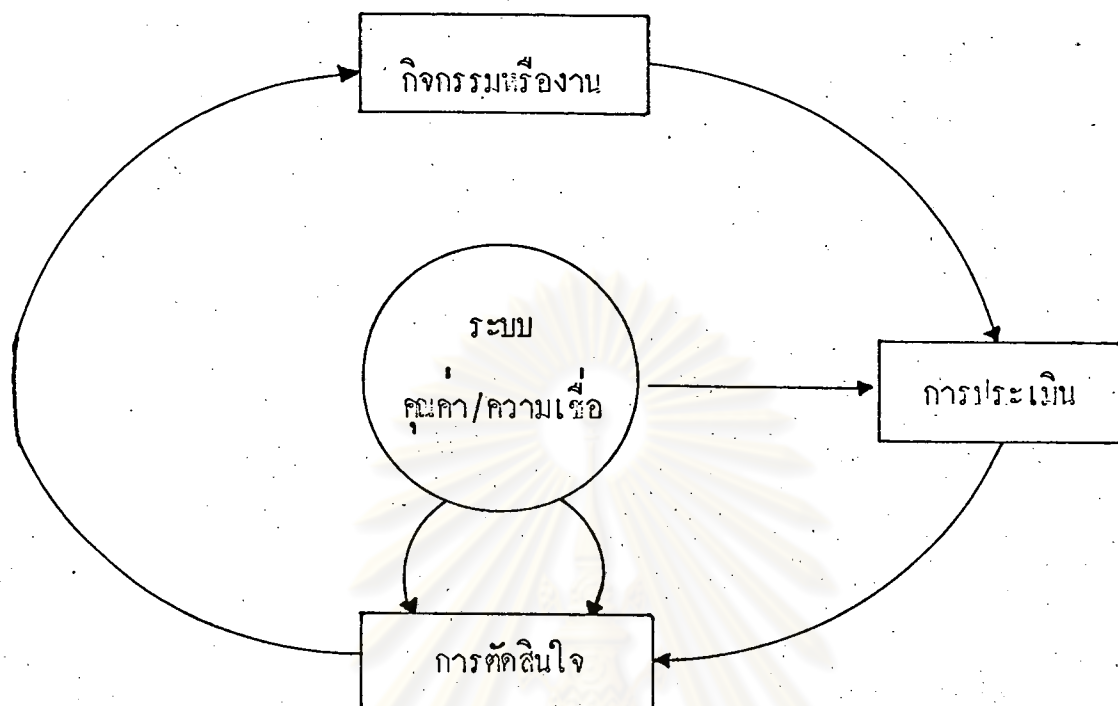 กิจกรรมหรืองาน
ระบบ
คุณค่า/ความเชื่อ
การประเมิน
การตัดสินใจ